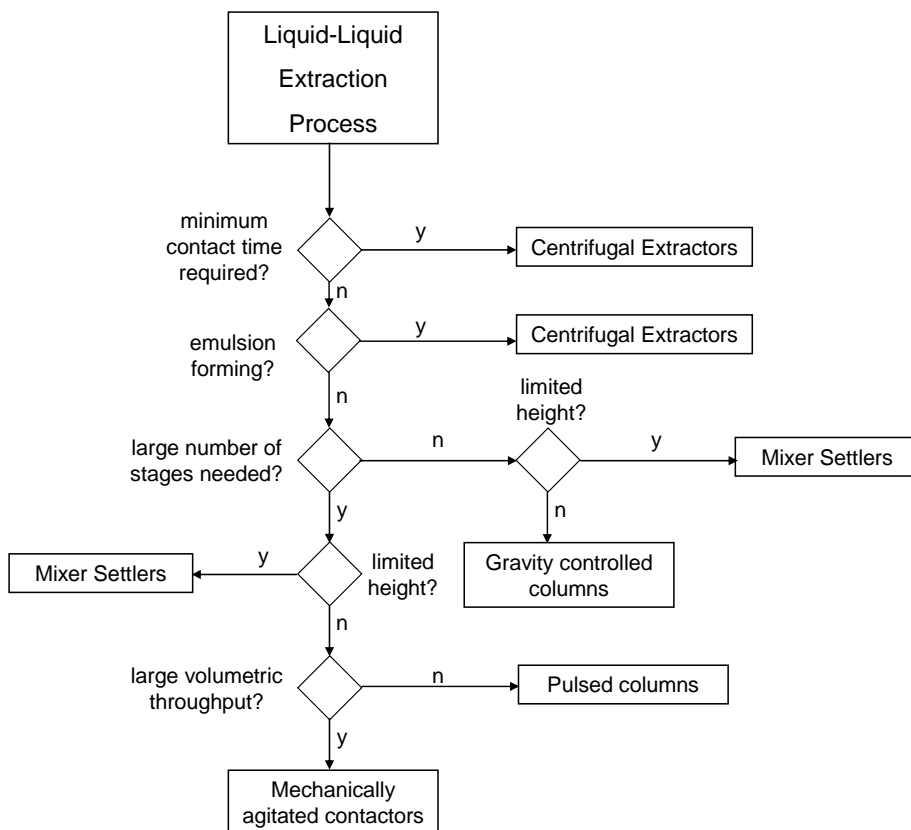 Liquid-Liquid
Extraction
Process
minimum
contact time
required?
y
Centrifugal Extractors
n
emulsion
forming?
y
Centrifugal Extractors
n
limited
height?
large number of
stages needed?
n
y
Mixer Settlers
y
n
Mixer Settlers
y
limited
height?
Gravity controlled
columns
n
large volumetric
throughput?
n
Pulsed columns
y
Mechanically
agitated contactors